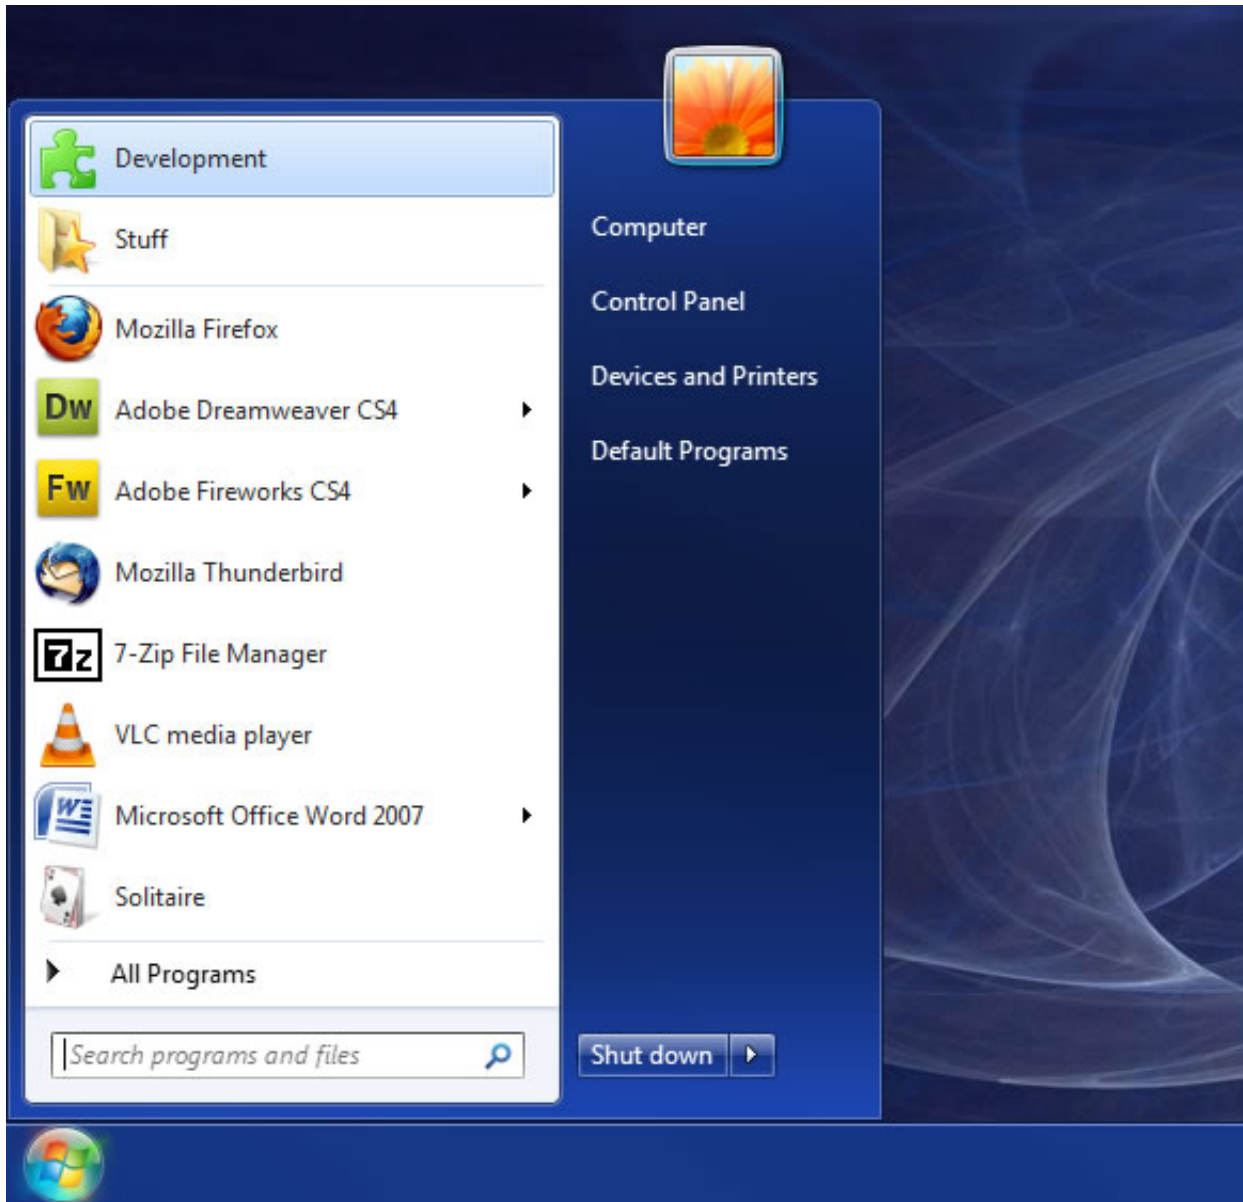 Development
Stuff
Mozilla Firefox
Dw Adobe Dreamweaver CS4
Fw Adobe Fireworks CS4
Mozilla Thunderbird
7z 7-Zip File Manager
VLC media player
W Microsoft Office Word 2007
Solitaire
All Programs
Search programs and files
Computer
Control Panel
Devices and Printers
Default Programs
Shut down